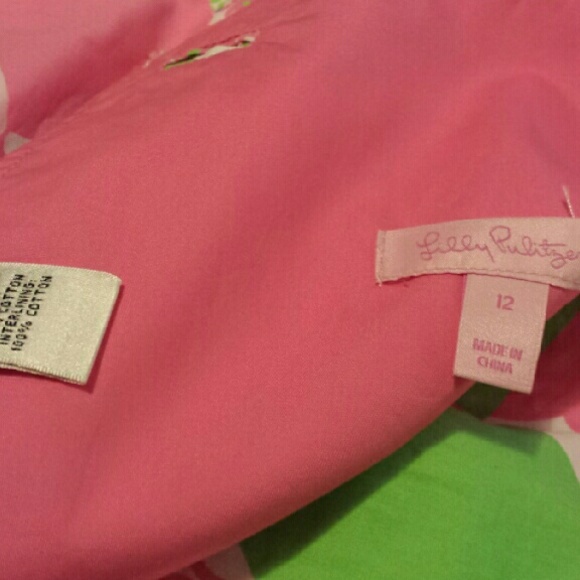 COTTON
INTERLINING:
100% COTTON
Lilly Pulitzer
12
MADE IN
CHINA